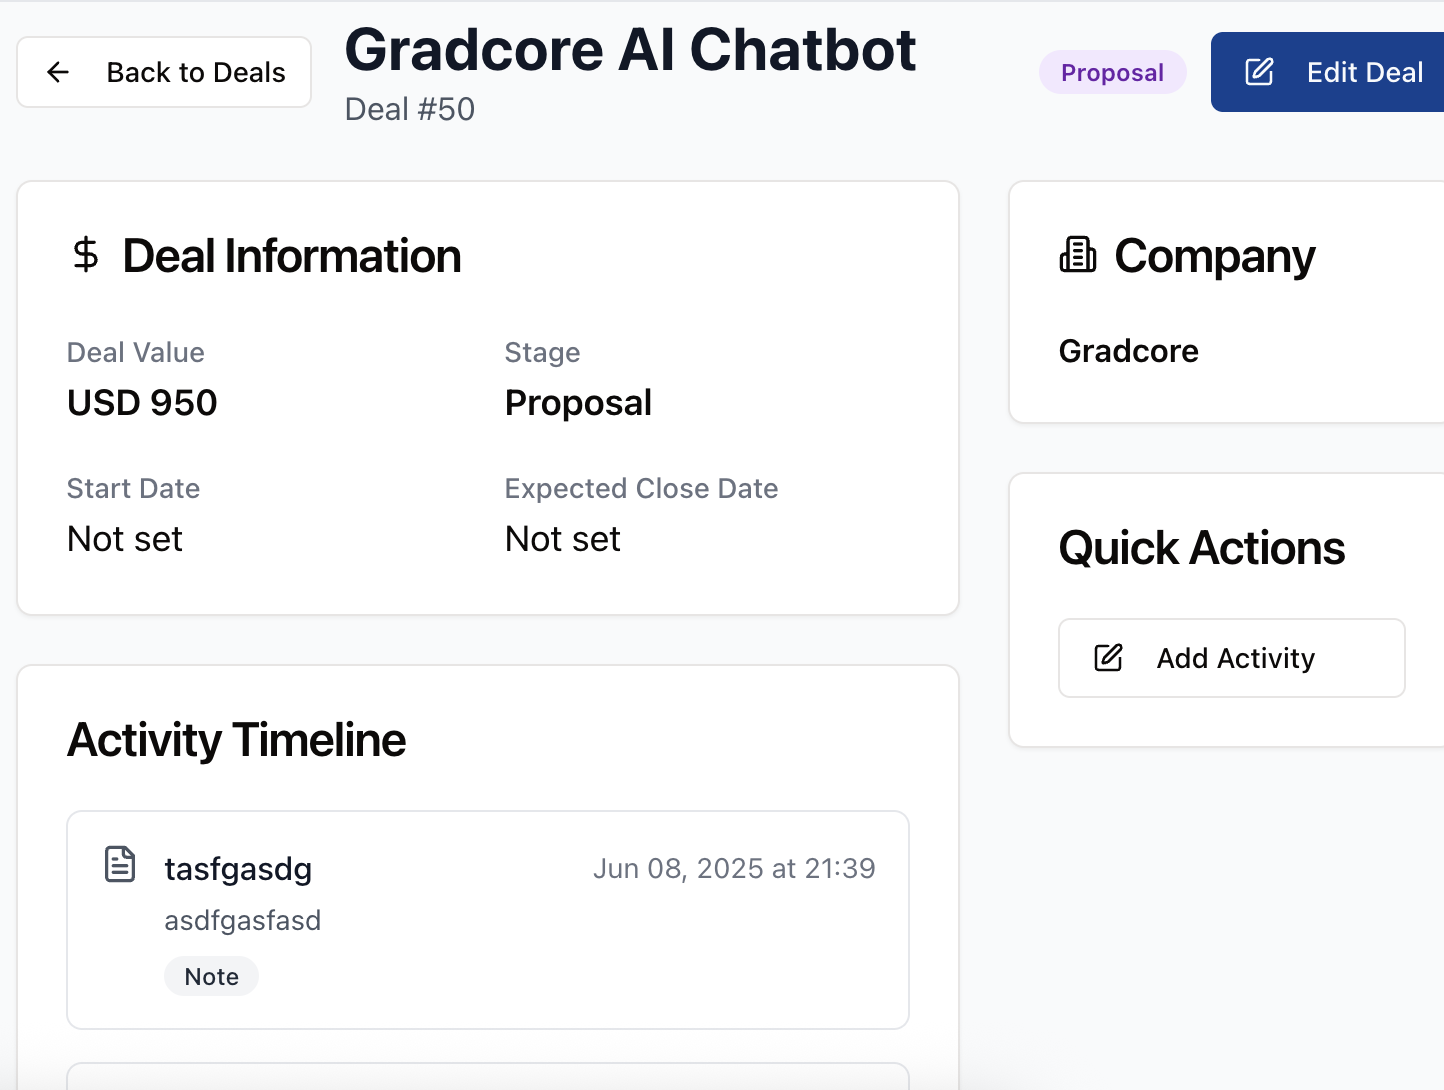 Back to Deals
Gradcore AI Chatbot
Deal #50
Proposal
Edit Deal
Deal Information
Deal Value
USD 950
Stage
Proposal
Start Date
Not set
Expected Close Date
Not set
Company
Gradcore
Quick Actions
Add Activity
Activity Timeline
tasfgasdg
Jun 08, 2025 at 21:39
asdfgasfasd
Note